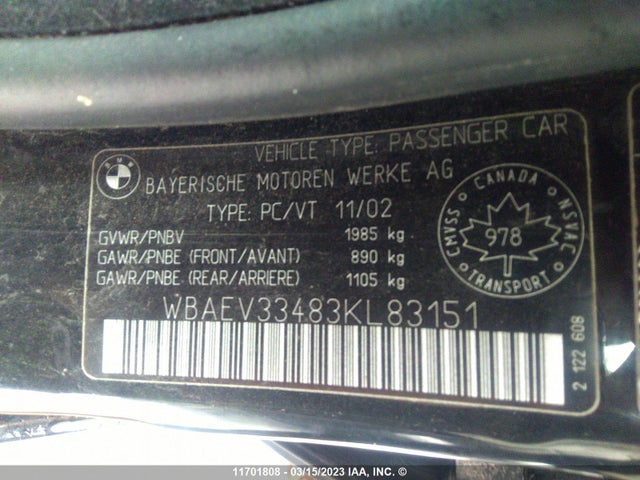 VEHICLE TYPE: PASSENGER CAR
BMW
BAYERISCHE MOTOREN WERKE AG
TYPE: PC/VT 11/02
GVWR/PNBV 1985 kg
GAWR/PNBE (FRONT/AVANT) 890 kg
GAWR/PNBE (REAR/ARRIERE) 1105 kg
CANADA
CMVSS 978 NSVAC
TRANSPORT
WBAEV33483KL83151
2 122 608
11701808 - 03/15/2023 IAA, INC. ©